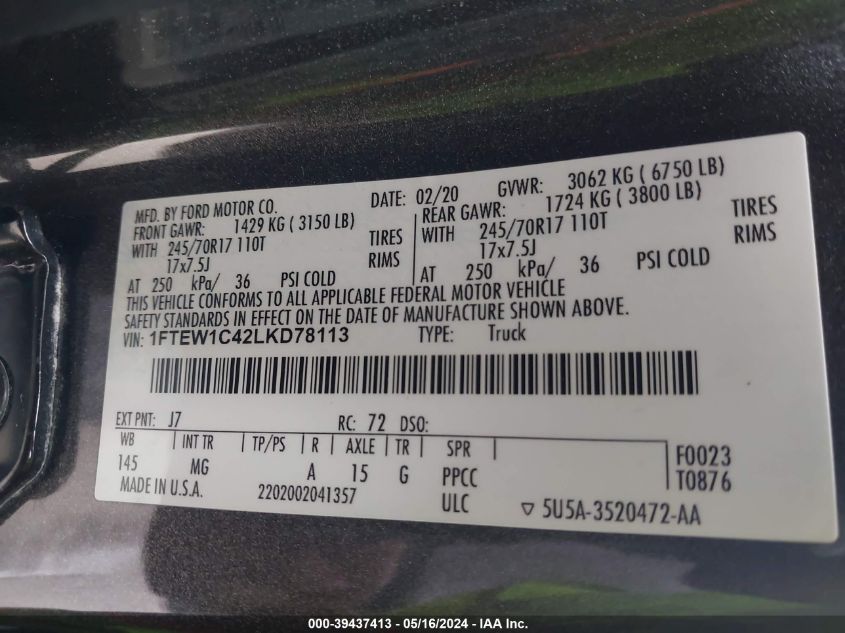 MFD. BY FORD MOTOR CO. DATE: 02/20 GVWR: 3062 KG ( 6750 LB)
FRONT GAWR: 1429 KG ( 3150 LB) REAR GAWR: 1724 KG ( 3800 LB)
WITH 245/70R17 110T TIRES WITH 245/70R17 110T TIRES
17x7.5J RIMS 17x7.5J RIMS
AT 250 kPa/ 36 PSI COLD AT 250 kPa/ 36 PSI COLD
THIS VEHICLE CONFORMS TO ALL APPLICABLE FEDERAL MOTOR VEHICLE
SAFETY STANDARDS IN EFFECT ON THE DATE OF MANUFACTURE SHOWN ABOVE.
VIN: 1FTEW1C42LKD78113 TYPE: Truck
EXT PNT: J7 RC: 72 DSO:
WB INT TR TP/PS R AXLE TR SPR F0023
145 MG A 15 G PPCC T0876
MADE IN U.S.A. 2202002041357 ULC ▽ 5U5A-3520472-AA
000-39437413 - 05/16/2024 - IAA Inc.